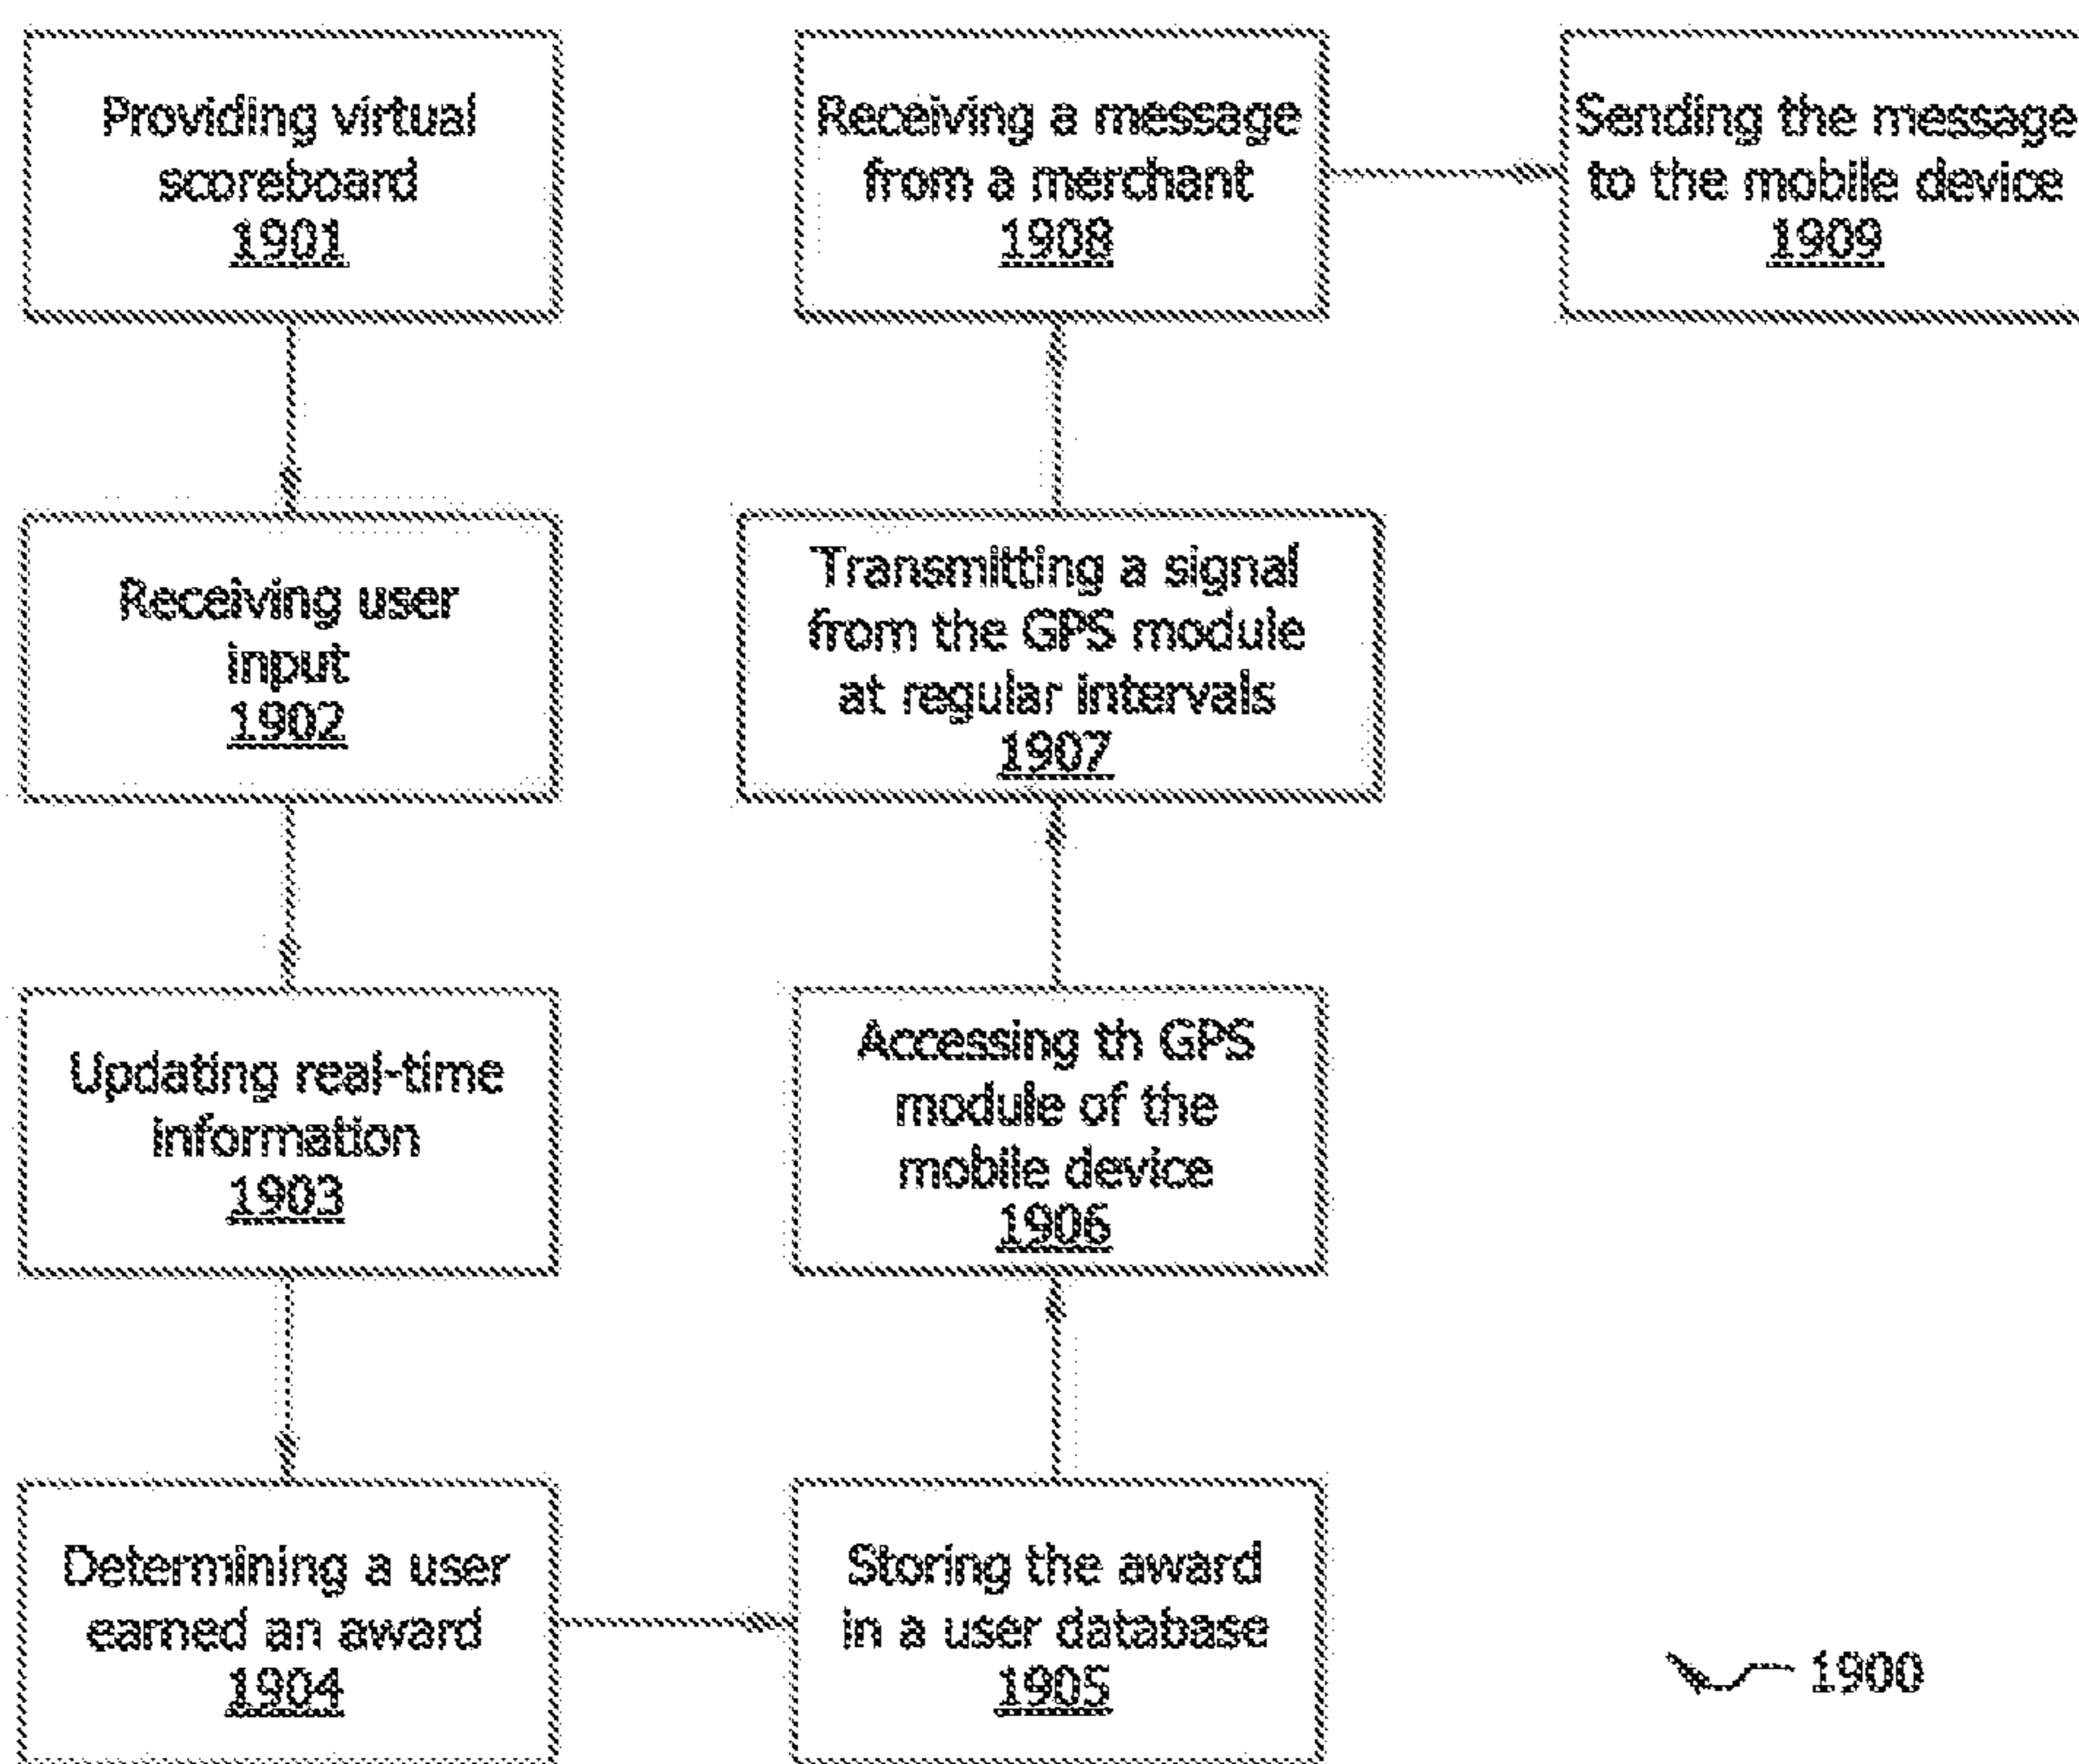 Providing virtual
scoreboard
1901
Receiving user
input
1902
Updating real-time
information
1903
Determining a user
earned an award
1904
Storing the award
in a user database
1905
Accessing th GPS
module of the
mobile device
1906
Transmitting a signal
from the GPS module
at regular intervals
1907
Receiving a message
from a merchant
1908
Sending the message
to the mobile device
1909
1900